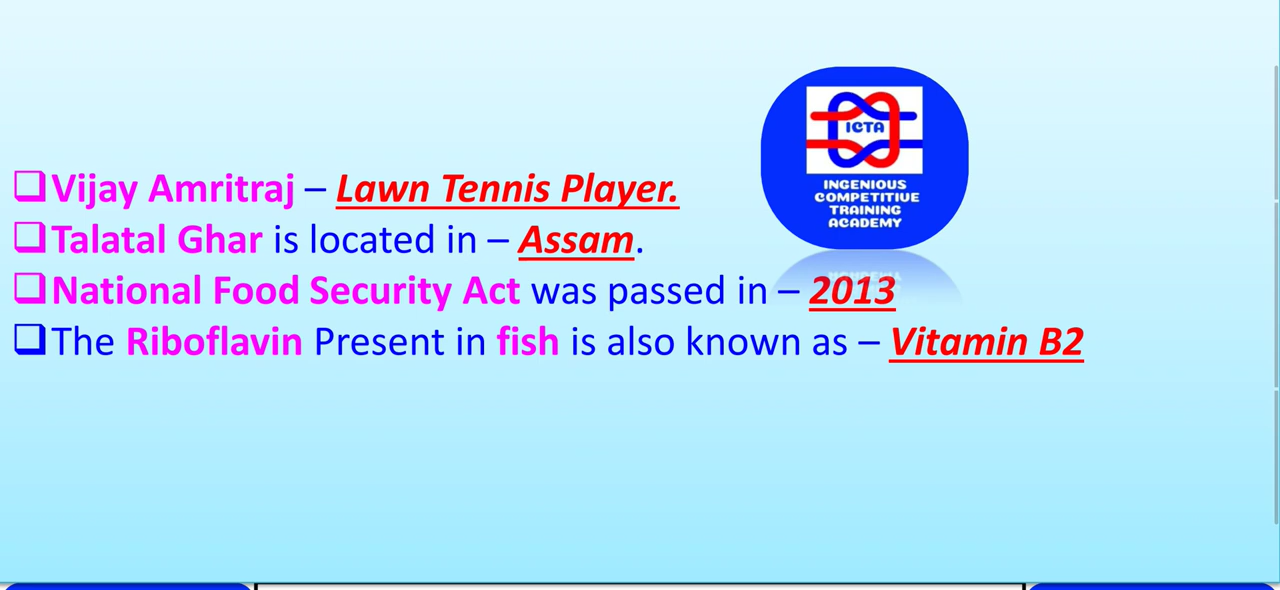 ❑Vijay Amritraj – Lawn Tennis Player.
❑Talatal Ghar is located in – Assam.
❑National Food Security Act was passed in – 2013
❑The Riboflavin Present in fish is also known as – Vitamin B2
ICTA
INGENIOUS
COMPETITIVE
TRAINING
ACADEMY